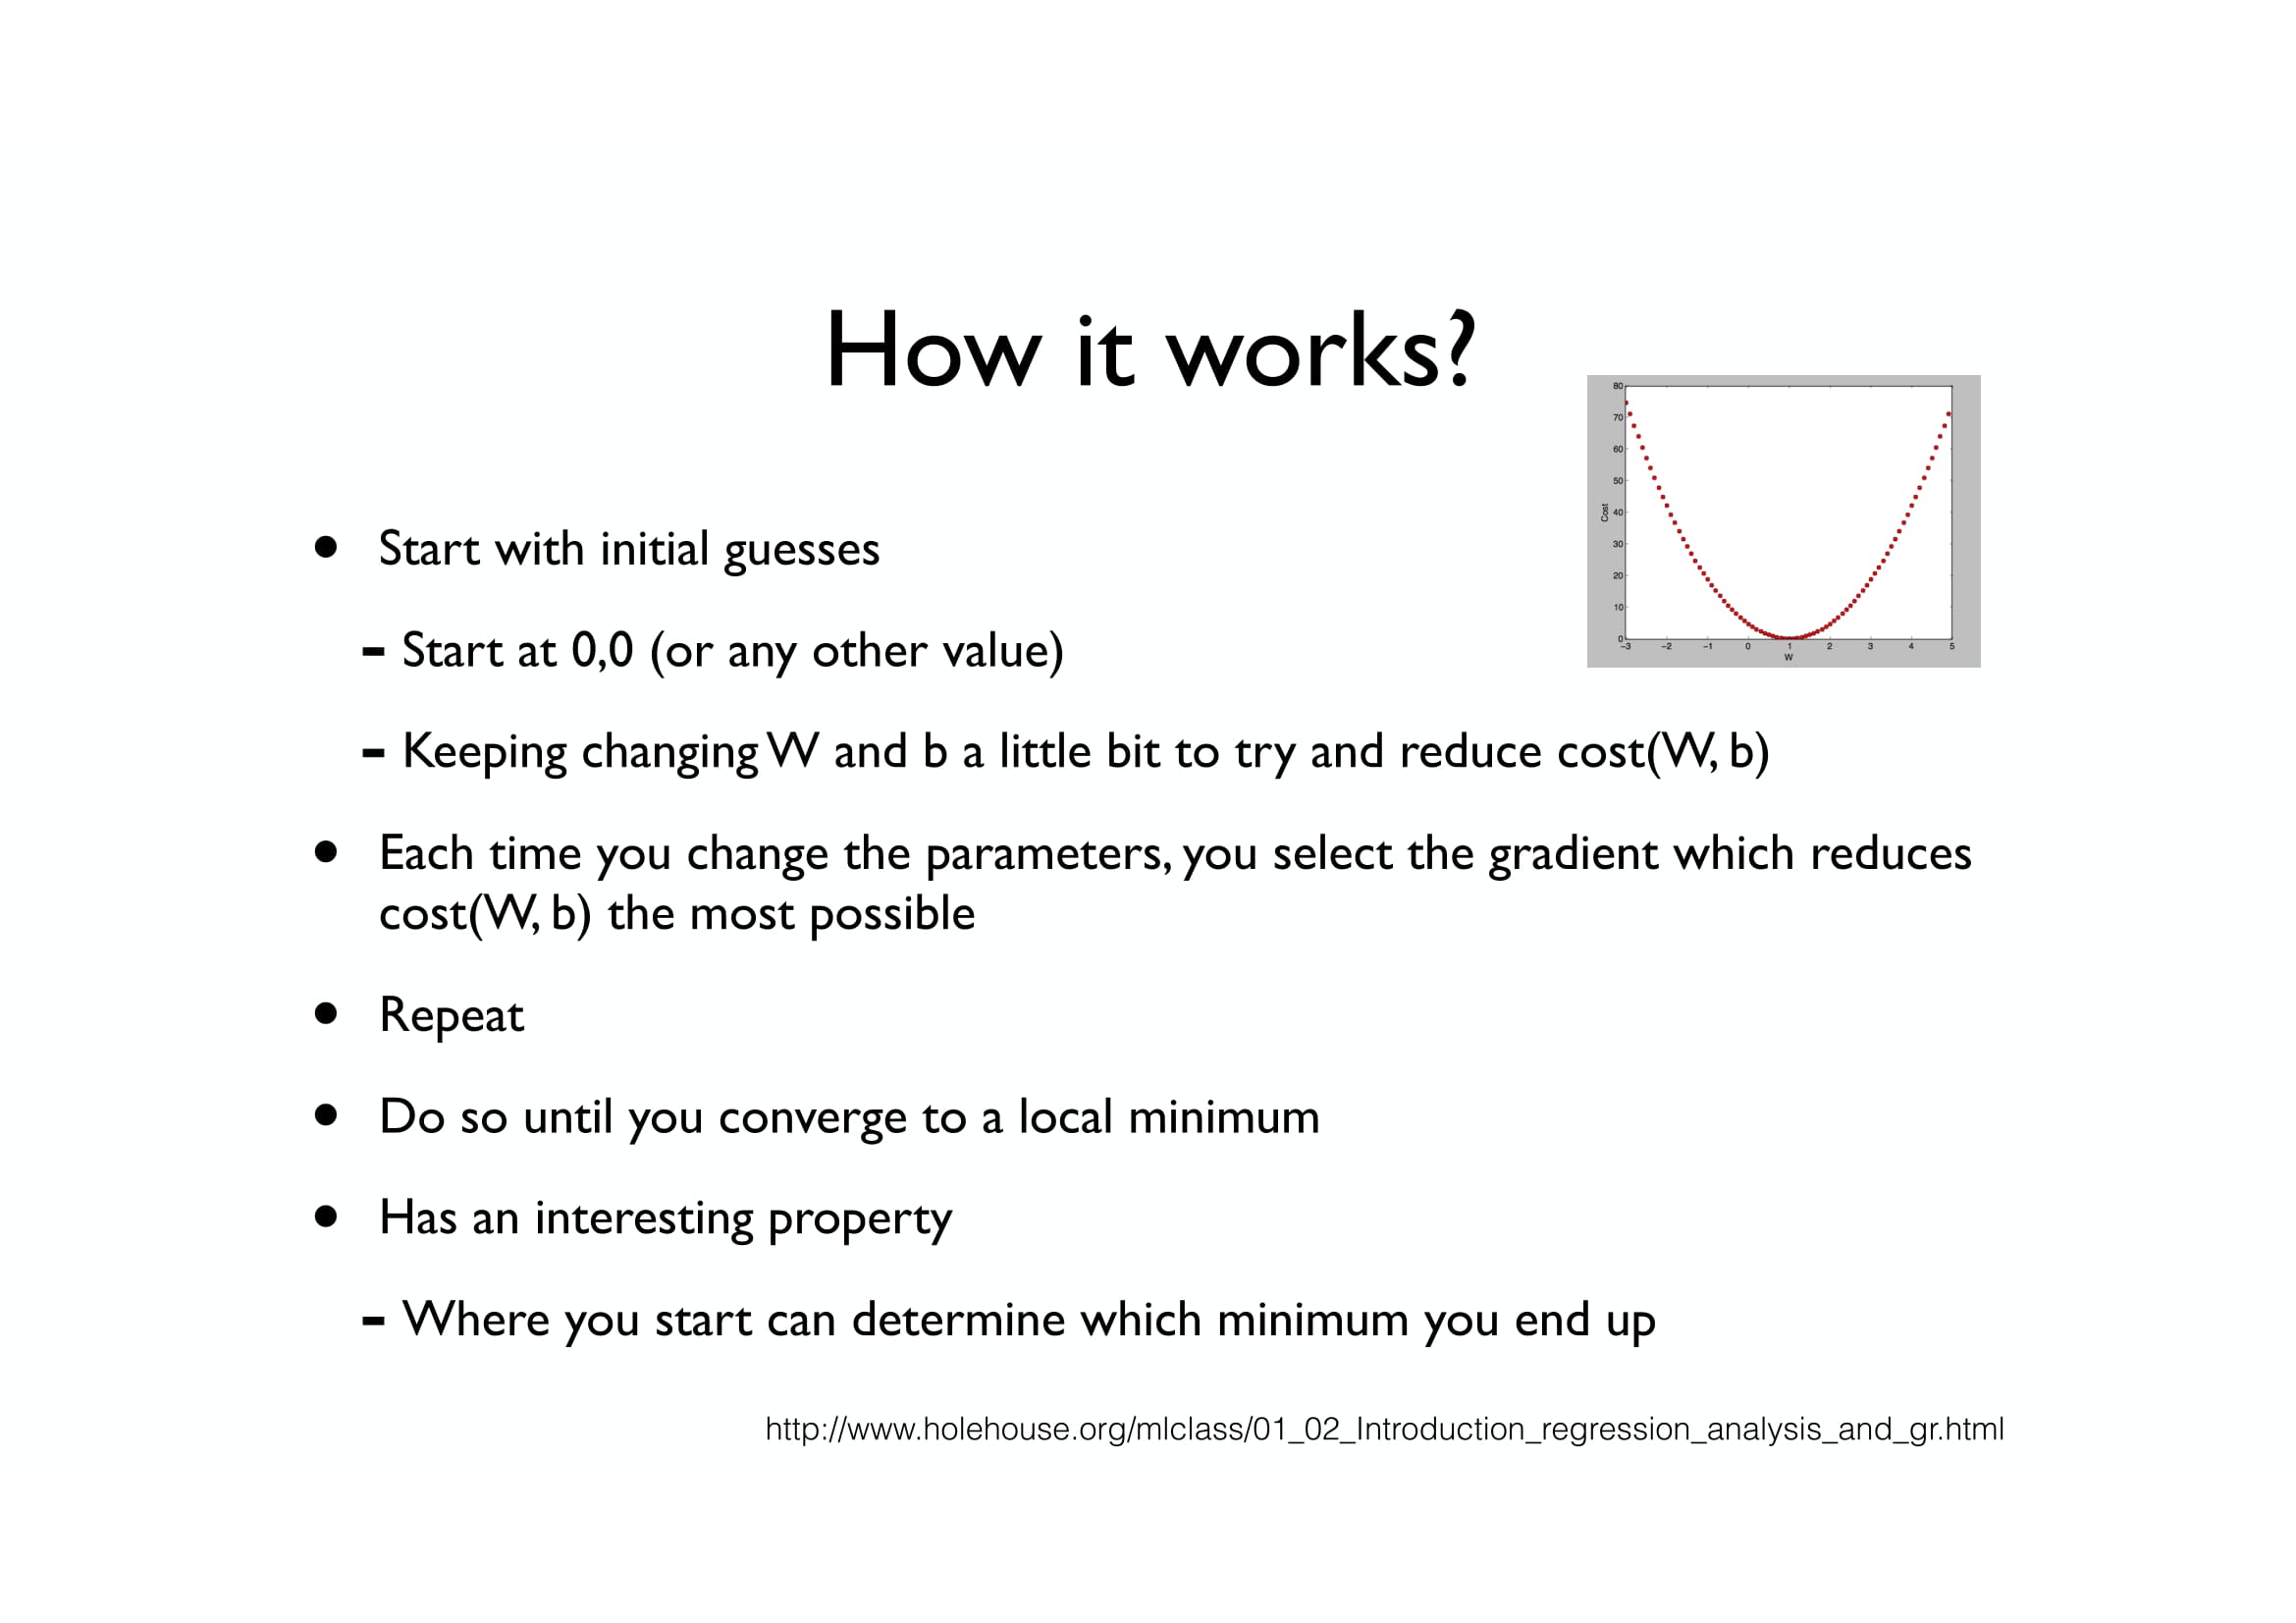 How it works?
80
70
60
50
40
30
20
10
0
Cost
-3 -2 -1 0 1 2 3 4 5
W
• Start with initial guesses
- Start at 0,0 (or any other value)
- Keeping changing W and b a little bit to try and reduce cost(W, b)
• Each time you change the parameters, you select the gradient which reduces
cost(W, b) the most possible
• Repeat
• Do so until you converge to a local minimum
• Has an interesting property
- Where you start can determine which minimum you end up
http://www.holehouse.org/mlclass/01_02_Introduction_regression_analysis_and_gr.html